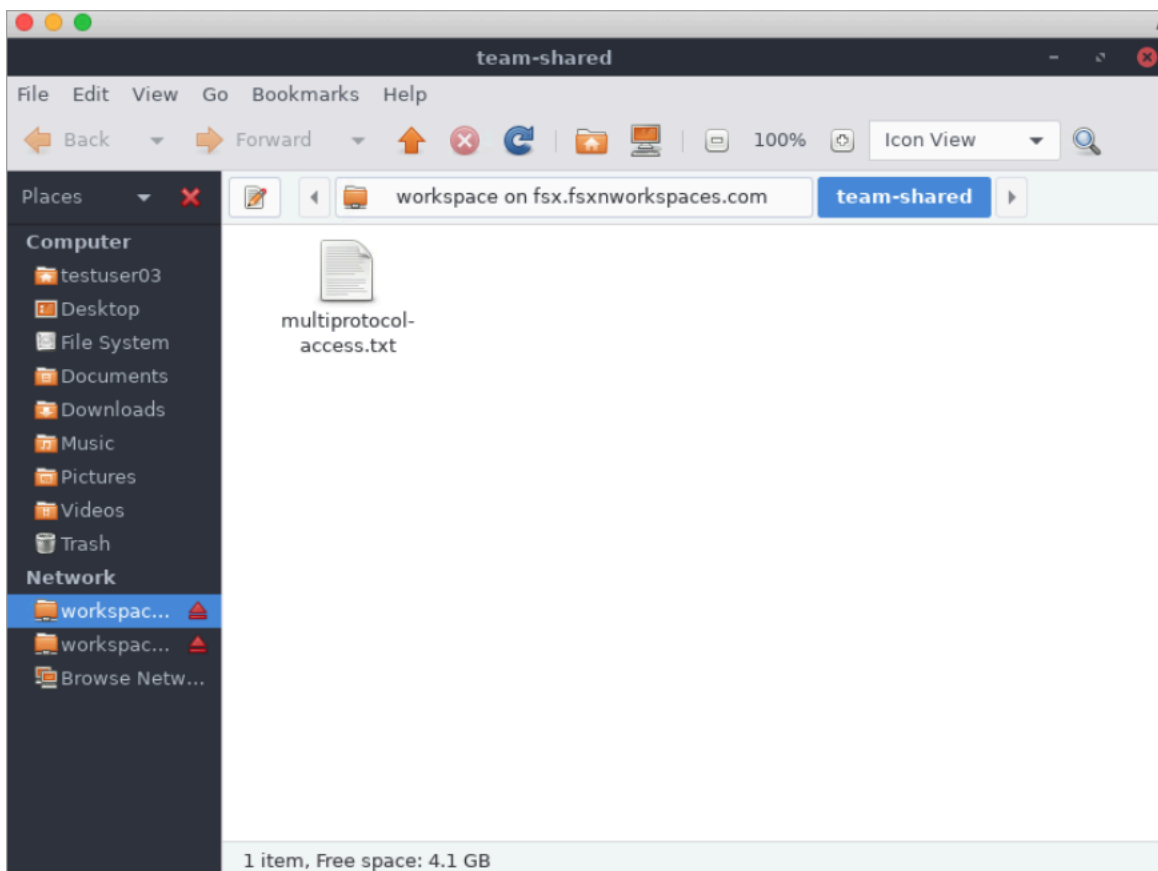 team-shared
File Edit View Go Bookmarks Help
Back Forward 100% Icon View
Places workspace on fsx.fsxnworkspaces.com team-shared
Computer
testuser03
Desktop
File System
Documents
Downloads
Music
Pictures
Videos
Trash
Network
workspac...
workspac...
Browse Netw...
multiprotocol-
access.txt
1 item, Free space: 4.1 GB